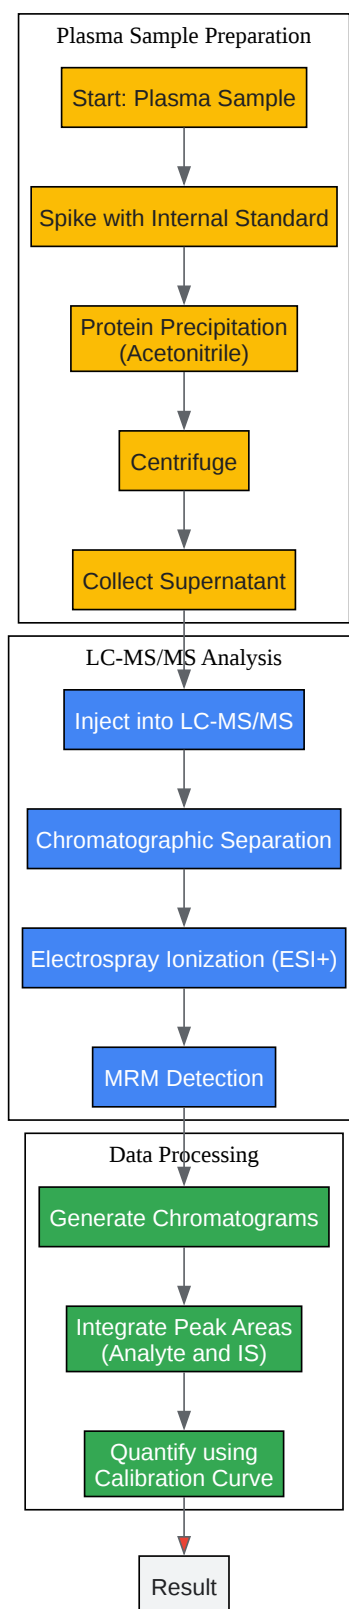 Plasma Sample Preparation
Start: Plasma Sample
Spike with Internal Standard
Protein Precipitation
(Acetonitrile)
Centrifuge
Collect Supernatant
LC-MS/MS Analysis
Inject into LC-MS/MS
Chromatographic Separation
Electrospray Ionization (ESI+)
MRM Detection
Data Processing
Generate Chromatograms
Integrate Peak Areas
(Analyte and IS)
Quantify using
Calibration Curve
Result